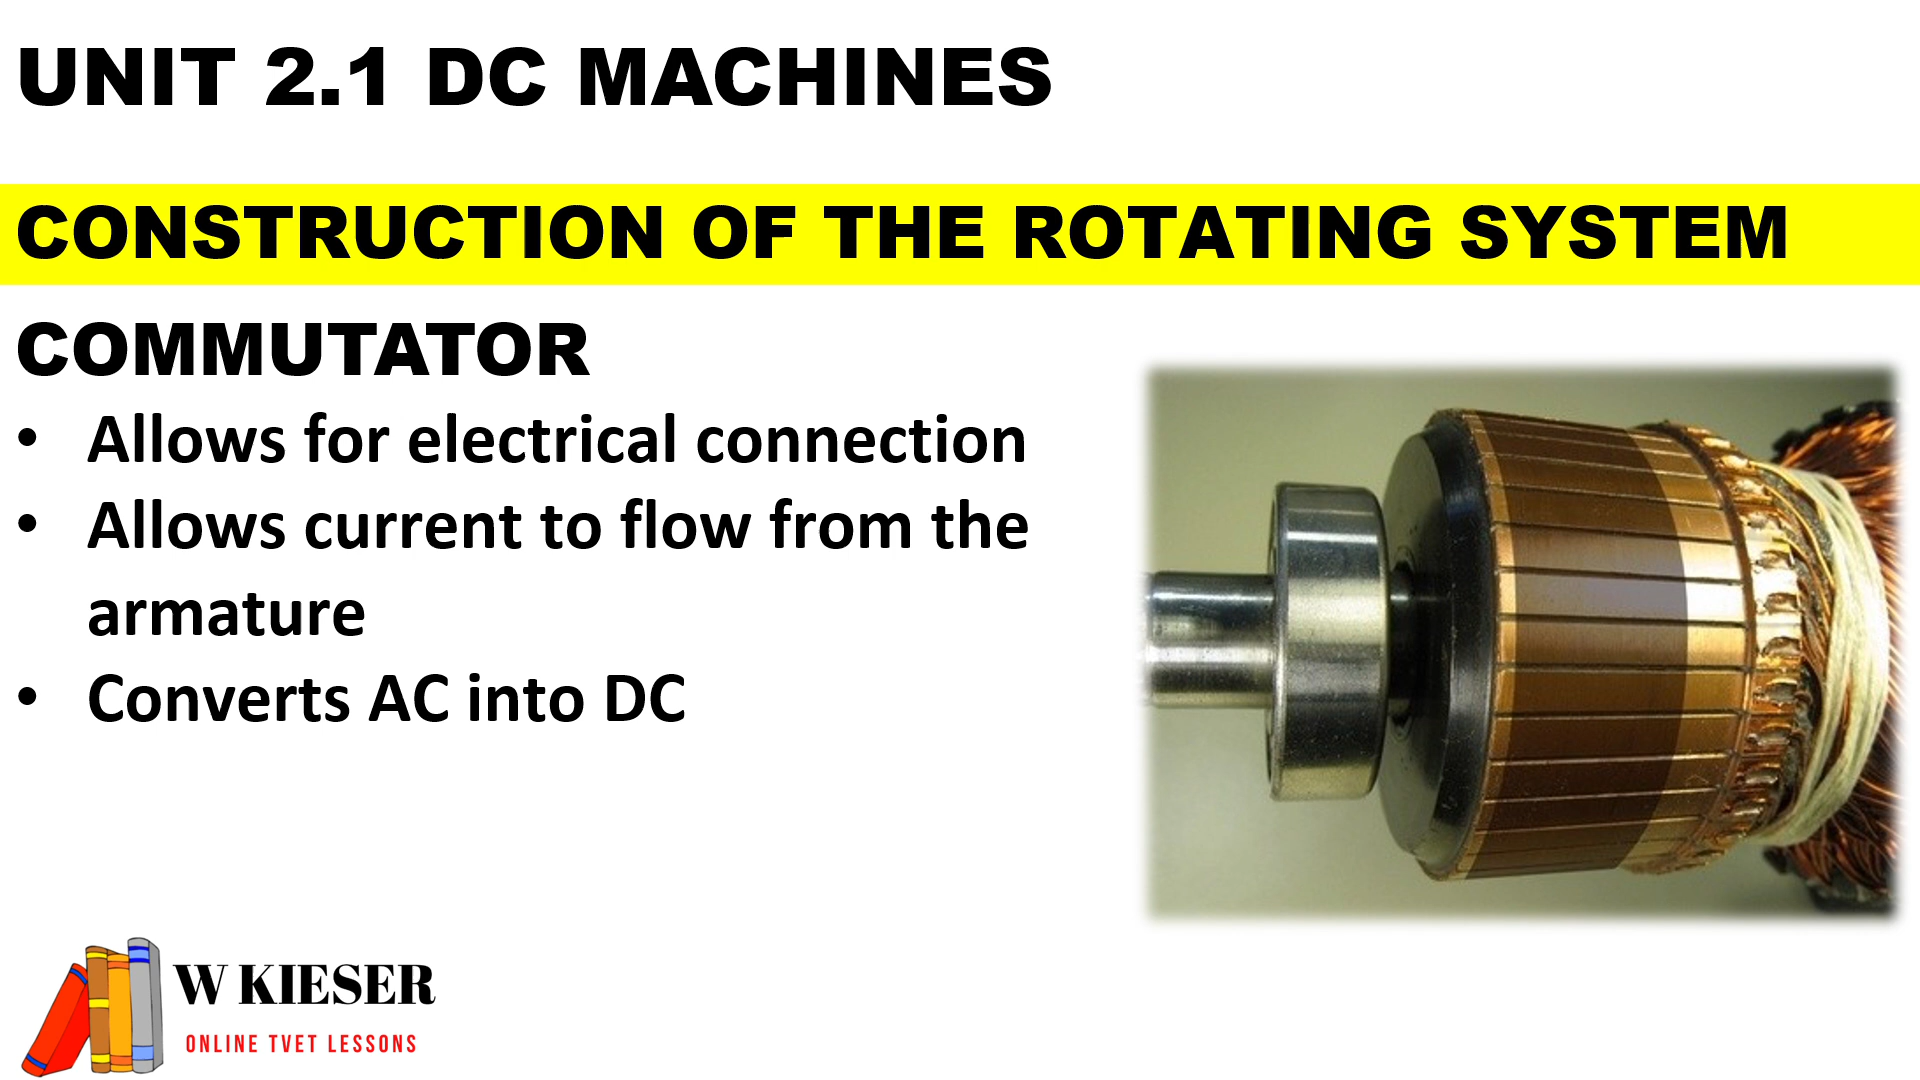 UNIT 2.1 DC MACHINES
CONSTRUCTION OF THE ROTATING SYSTEM
COMMUTATOR
• Allows for electrical connection
• Allows current to flow from the
armature
• Converts AC into DC
W KIESER
ONLINE TVET LESSONS